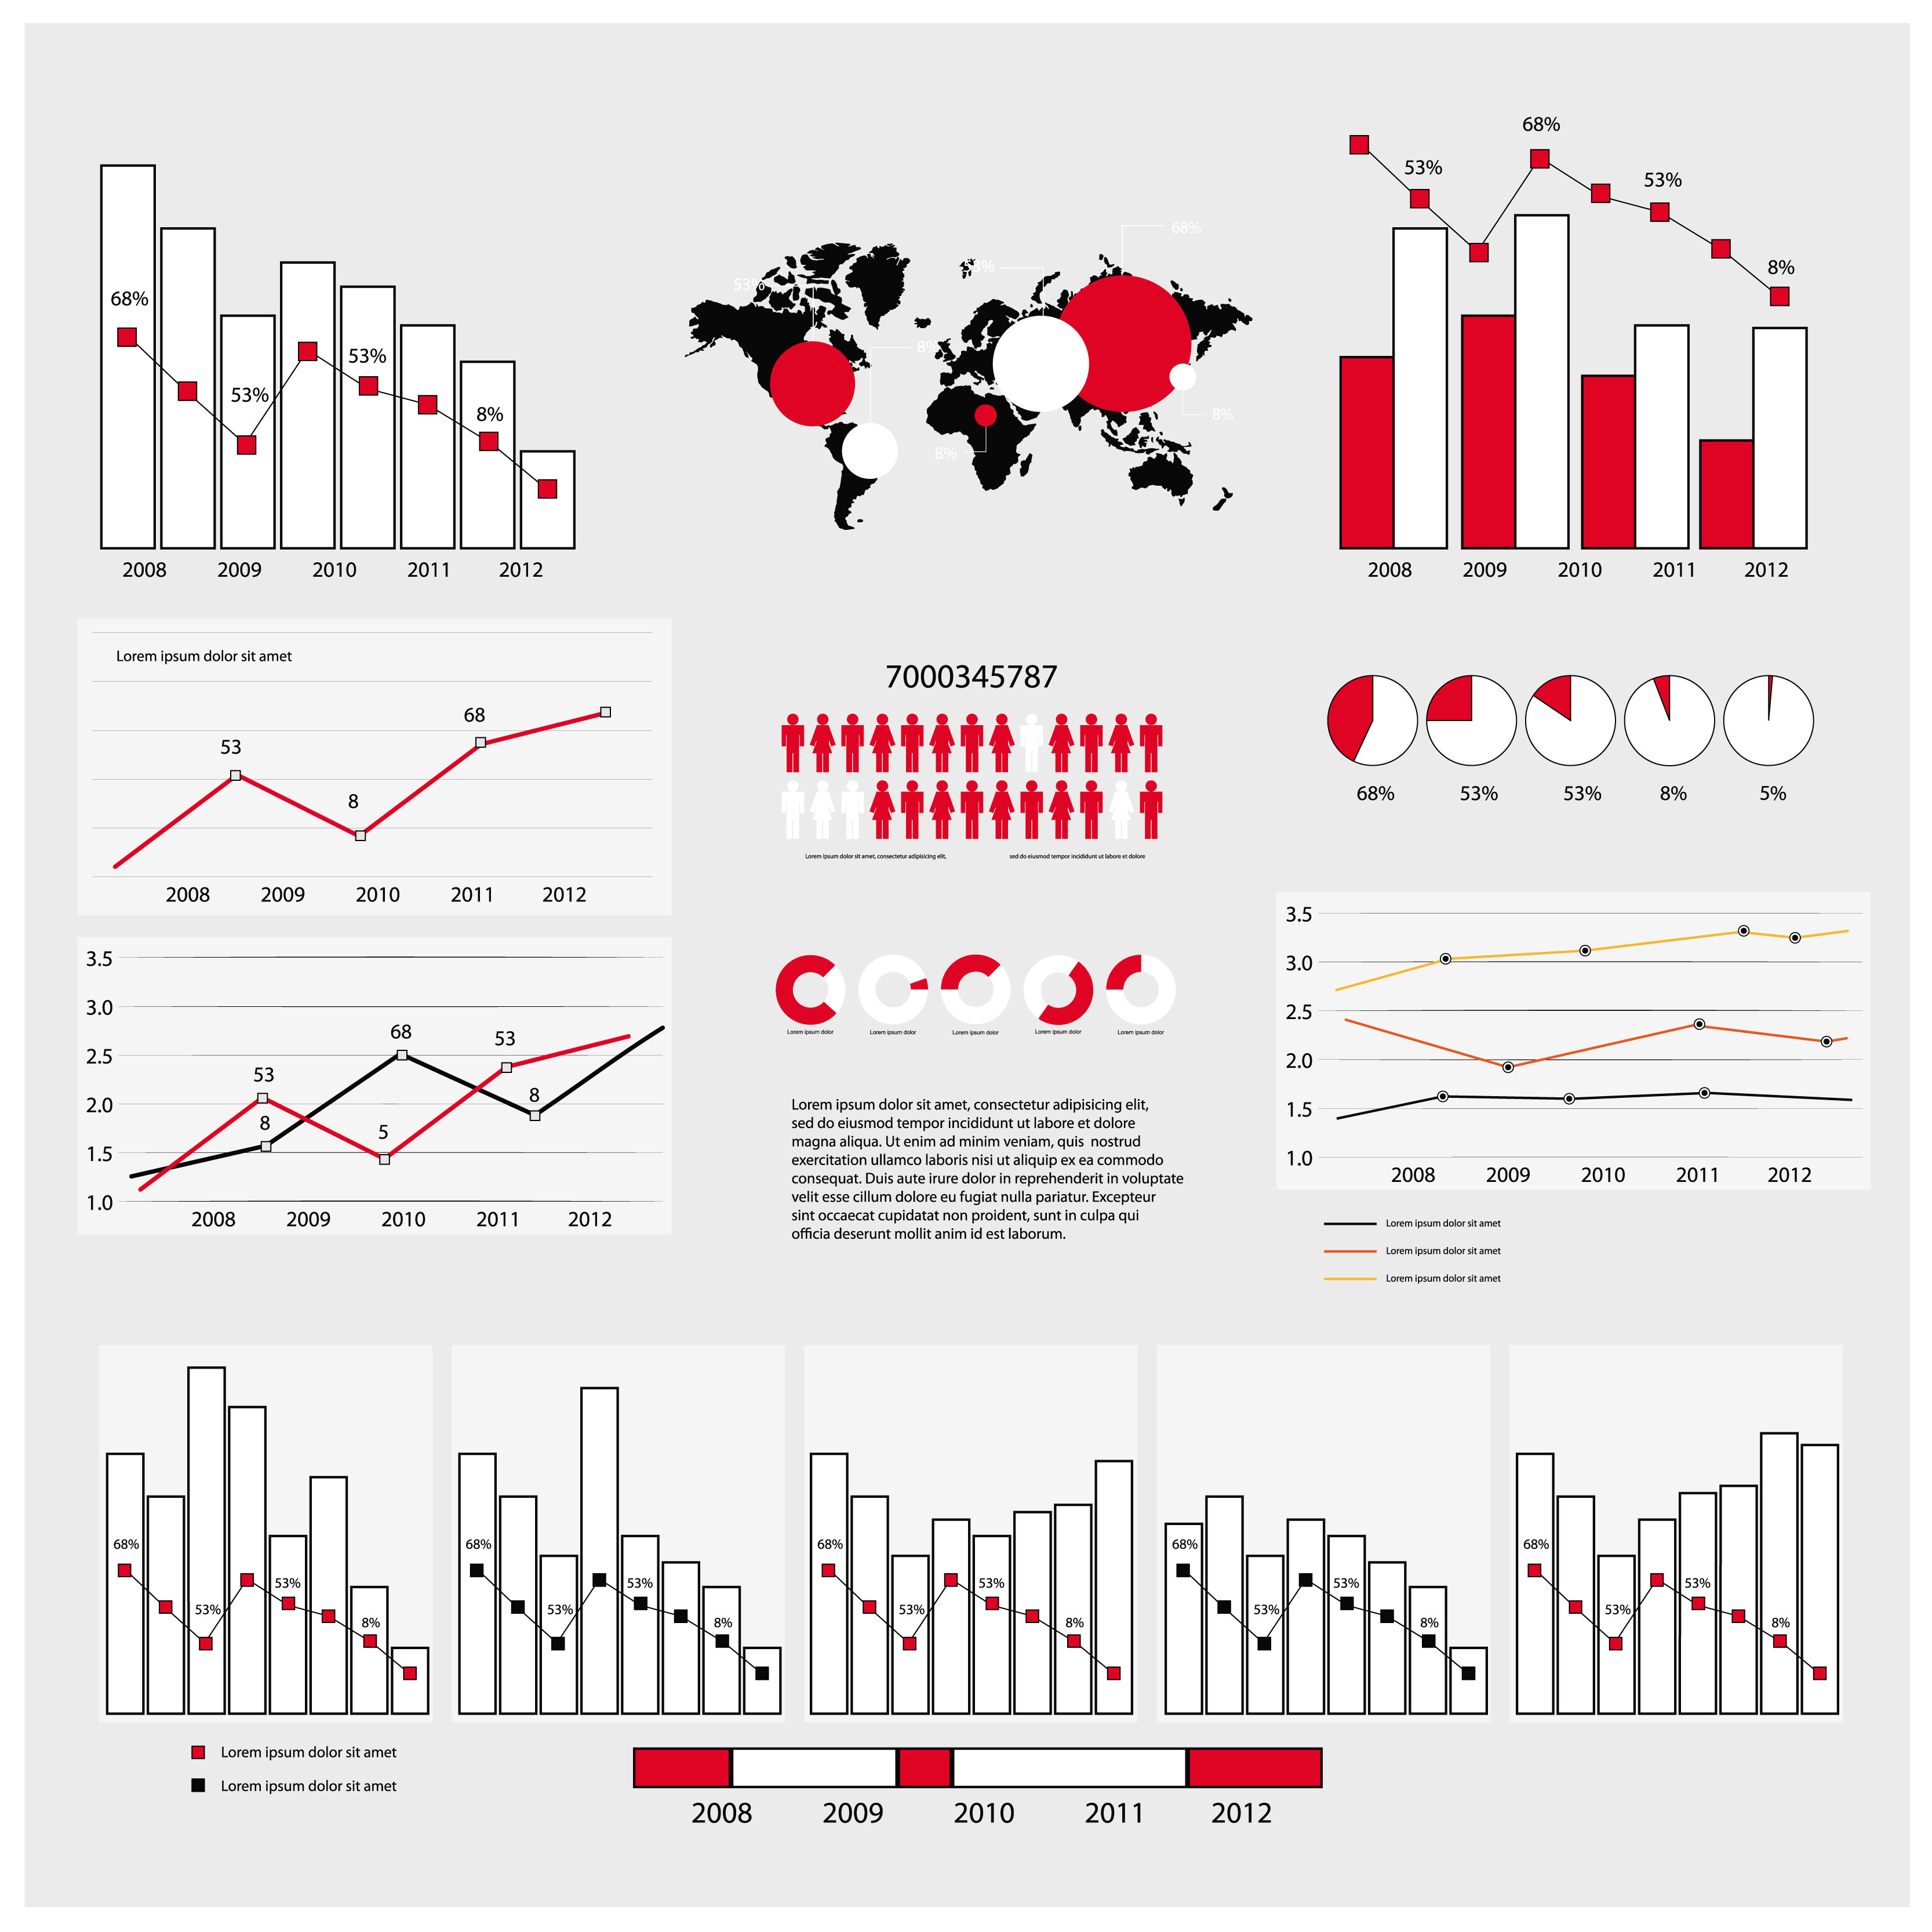 68%
53%
53%
8%
2008 2009 2010 2011 2012
68%
53%
53%
8%
8%
8%
68%
53%
53%
8%
2008 2009 2010 2011 2012
Lorem ipsum dolor sit amet
53
8
68
2008 2009 2010 2011 2012
7000345787
Lorem ipsum dolor sit amet, consectetur adipisicing elit,
sed do eiusmod tempor incididunt ut labore et dolore
68% 53% 53% 8% 5%
3.5
3.0
2.5
2.0
1.5
1.0
53
8
68
5
53
8
2008 2009 2010 2011 2012
Lorem ipsum dolor
Lorem ipsum dolor
Lorem ipsum dolor
Lorem ipsum dolor
Lorem ipsum dolor
Lorem ipsum dolor sit amet, consectetur adipisicing elit,
sed do eiusmod tempor incididunt ut labore et dolore
magna aliqua. Ut enim ad minim veniam, quis nostrud
exercitation ullamco laboris nisi ut aliquip ex ea commodo
consequat. Duis aute irure dolor in reprehenderit in voluptate
velit esse cillum dolore eu fugiat nulla pariatur. Excepteur
sint occaecat cupidatat non proident, sunt in culpa qui
officia deserunt mollit anim id est laborum.
3.5
3.0
2.5
2.0
1.5
1.0
2008 2009 2010 2011 2012
Lorem ipsum dolor sit amet
Lorem ipsum dolor sit amet
Lorem ipsum dolor sit amet
68%
53%
53%
8%
68%
53%
53%
8%
68%
53%
53%
8%
68%
53%
53%
8%
68%
53%
53%
8%
Lorem ipsum dolor sit amet
Lorem ipsum dolor sit amet
2008 2009 2010 2011 2012